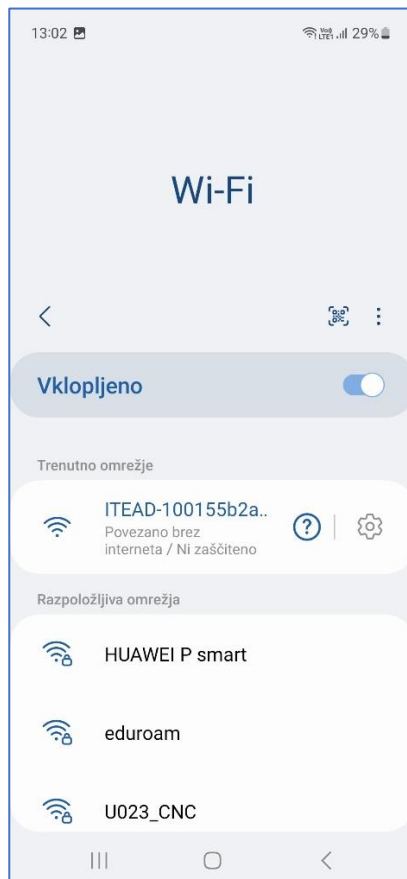 13:02 29%
Wi-Fi
Vklopljeno
Trenutno omrežje
ITEAD-100155b2a..
Povezano brez
interneta / Ni zaščiteno
Razpoložljiva omrežja
HUAWEI P smart
eduroam
U023_CNC